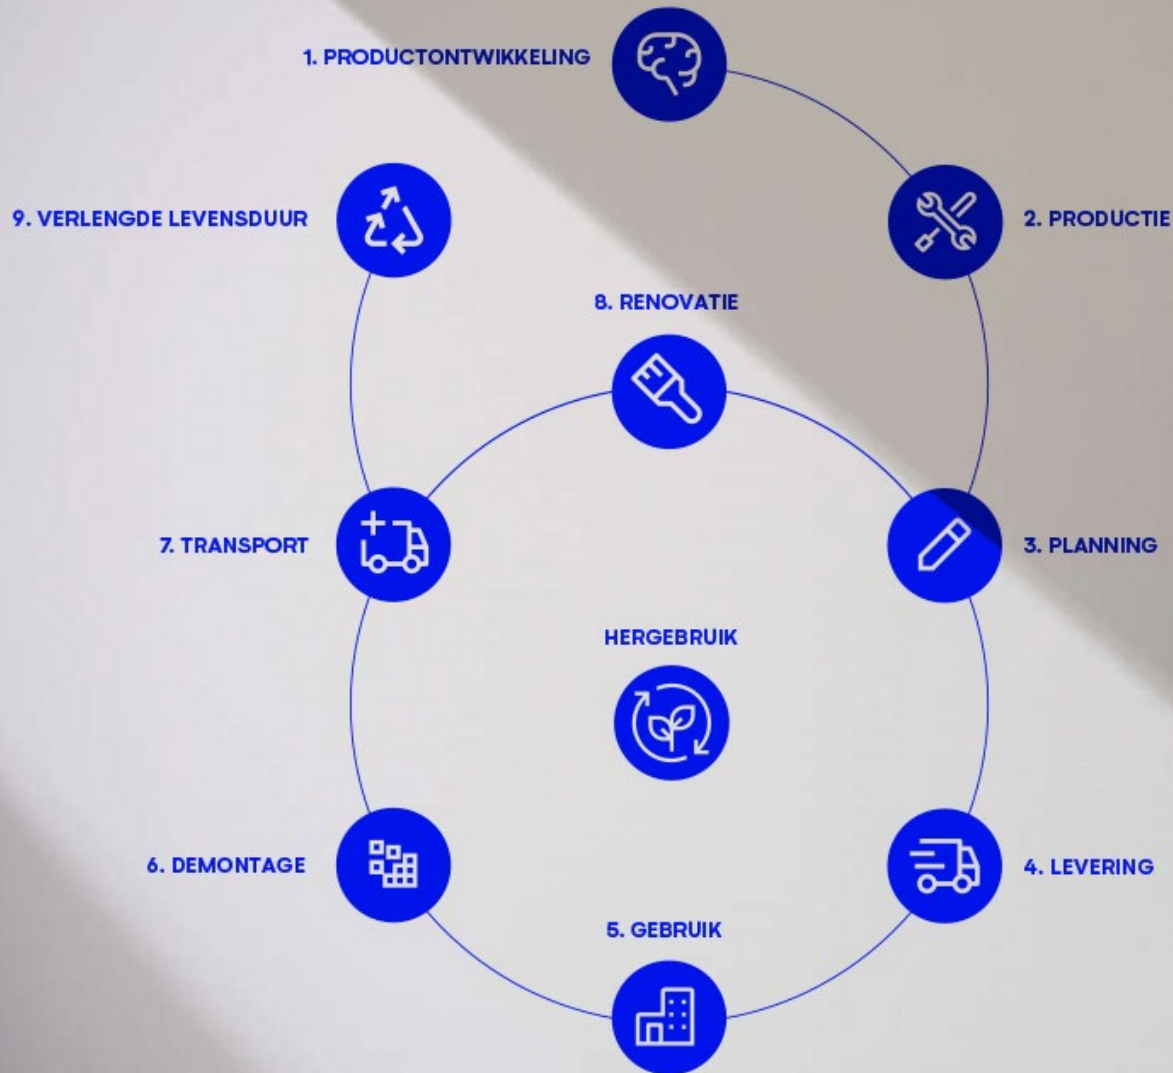 1. PRODUCTONTWIKKELING
2. PRODUCTIE
3. PLANNING
4. LEVERING
5. GEBRUIK
6. DEMONTAGE
7. TRANSPORT
8. RENOVATIE
9. VERLENGDE LEVENSDUUR
HERGEBRUIK